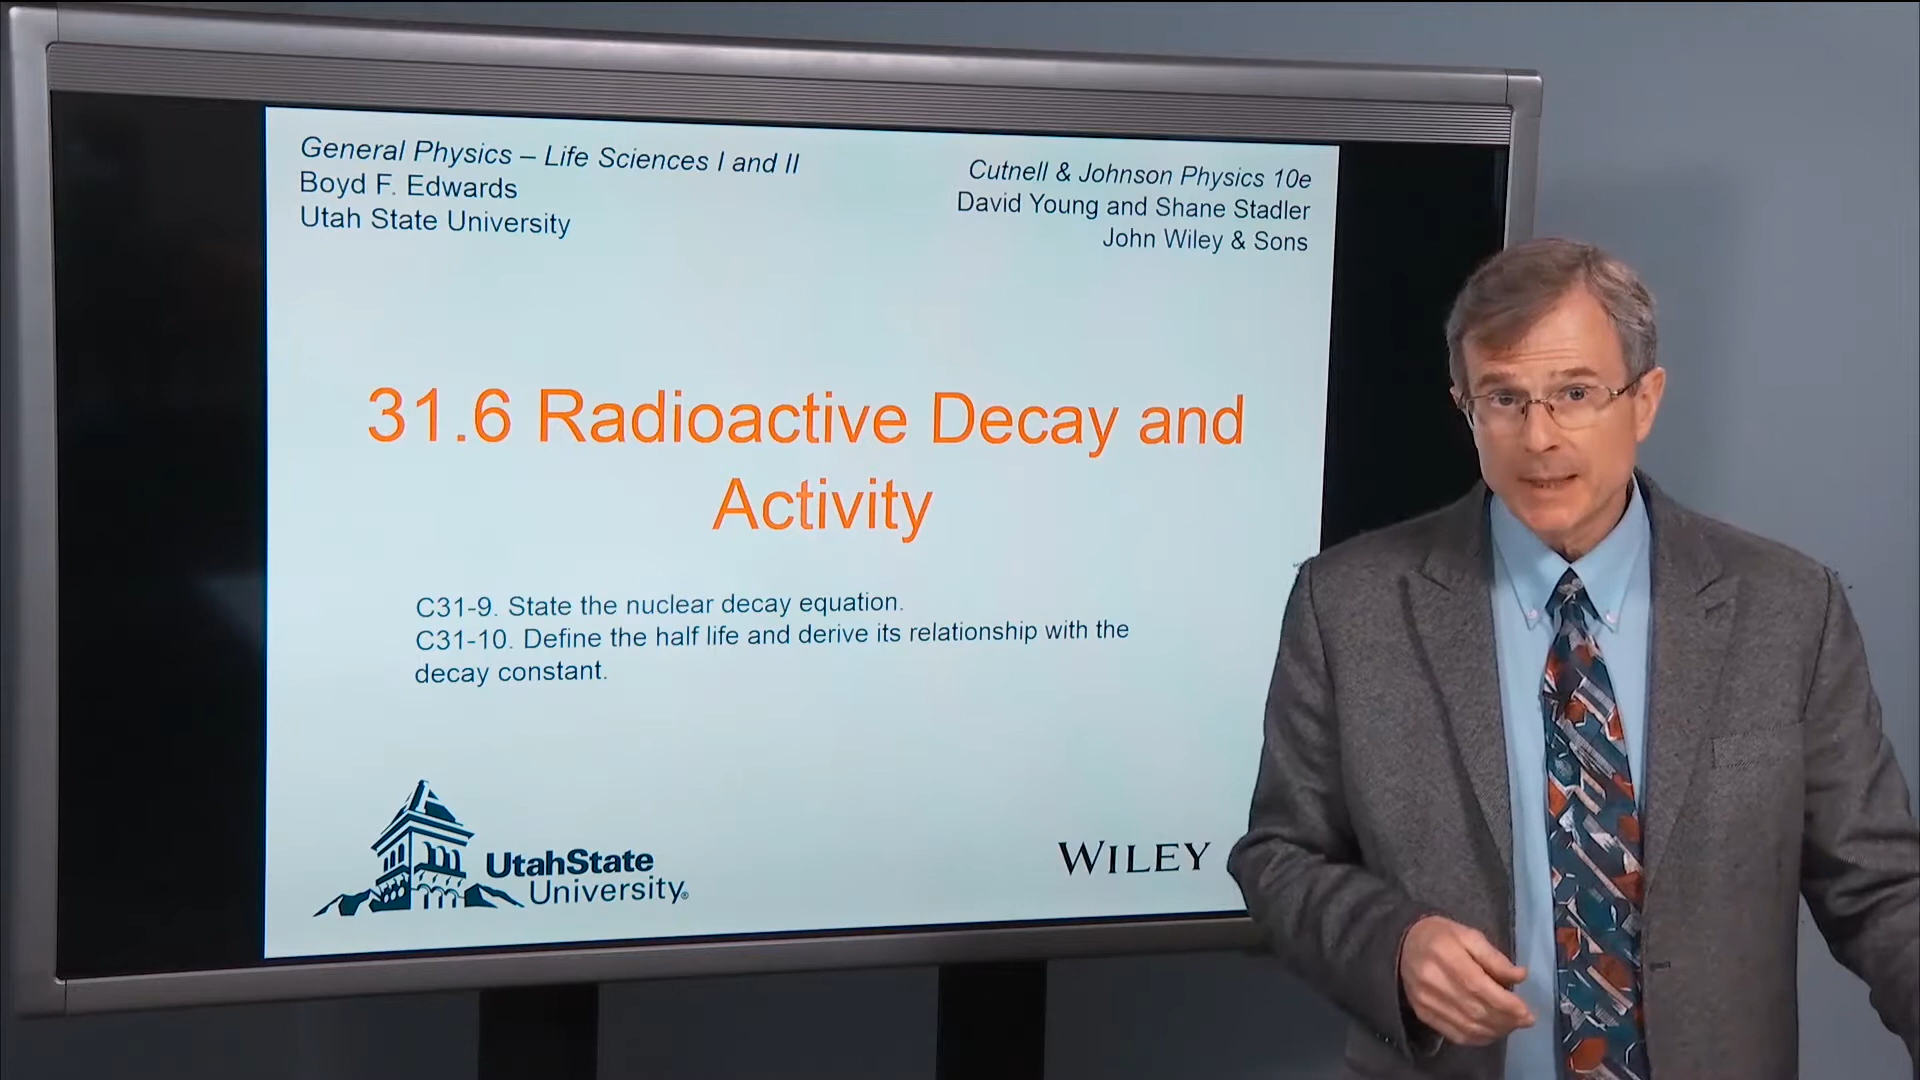 General Physics – Life Sciences I and II
Boyd F. Edwards
Utah State University
Cutnell & Johnson Physics 10e
David Young and Shane Stadler
John Wiley & Sons
31.6 Radioactive Decay and
Activity
C31-9. State the nuclear decay equation.
C31-10. Define the half life and derive its relationship with the
decay constant.
UtahState
University®
WILEY